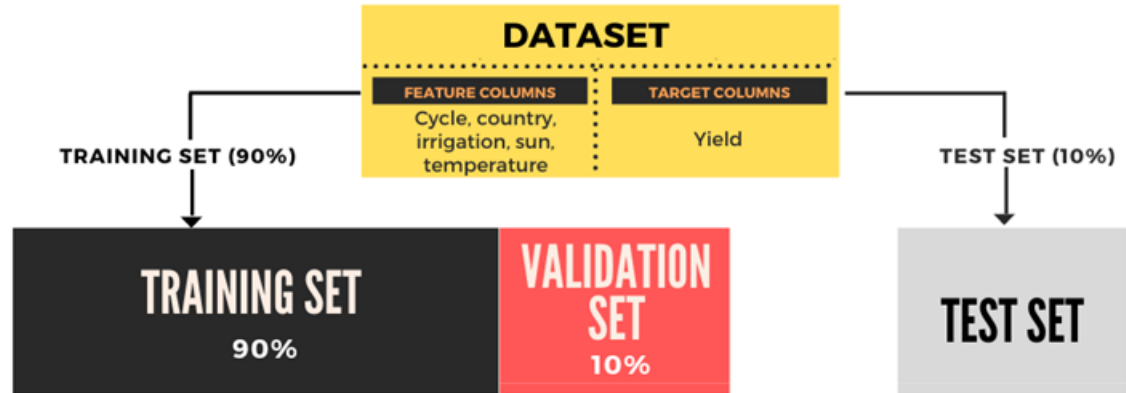 DATASET
FEATURE COLUMNS
TARGET COLUMNS
Cycle, country,
irrigation, sun,
temperature
Yield
TRAINING SET (90%)
TEST SET (10%)
TRAINING SET
90%
VALIDATION
SET
10%
TEST SET